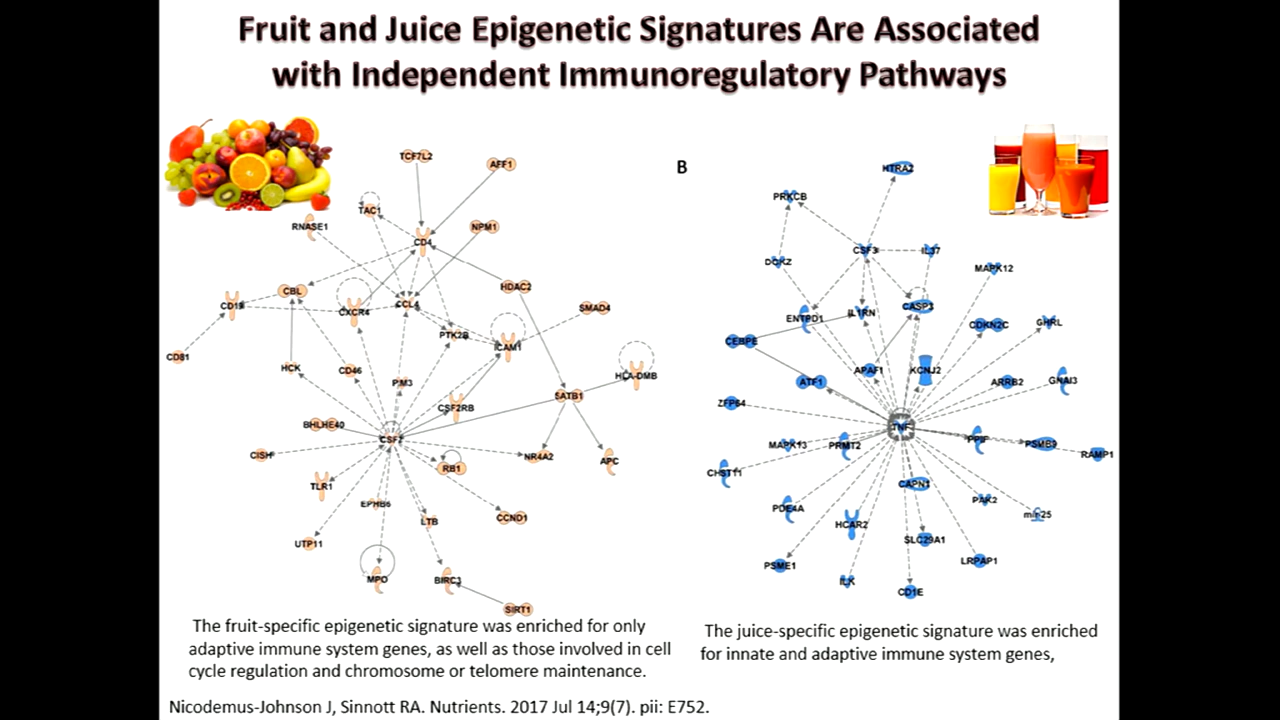 Fruit and Juice Epigenetic Signatures Are Associated
with Independent Immunoregulatory Pathways
TCF7L2
AFF1
TAC1
RNASE1
NPM1
CD4
HDAC2
CBL
CD19
CXCR4
CCL4
SMAD4
PTK2B
ICAM1
CD81
HCK
CD46
PIM3
HLA-DMB
SATB1
CSF2RB
BHLHE40
CISH
NR4A2
APC
RB1
TLR1
EPHB6
LTB
CCND1
UTP11
MPO
BIRC3
SIRT1
B
HTRA2
PRKCB
CSF3
IL37
MAPK12
ENTPD1
IL1RN
CASP3
CDKN2C
GHRL
CEBPE
ATF1
APAF1
KCNJ2
ARRB2
GNAI3
TNF
MAPK13
PRMT2
PPIF
PSMB9
RAMP1
CHST11
CAPN1
PDE4A
HCAR2
PAK2
mir-25
SLC29A1
PSME1
ILK
LRPAP1
CD1E
The fruit-specific epigenetic signature was enriched for only
adaptive immune system genes, as well as those involved in cell
cycle regulation and chromosome or telomere maintenance.
The juice-specific epigenetic signature was enriched
for innate and adaptive immune system genes,
Nicodemus-Johnson J, Sinnott RA. Nutrients. 2017 Jul 14;9(7). pii: E752.